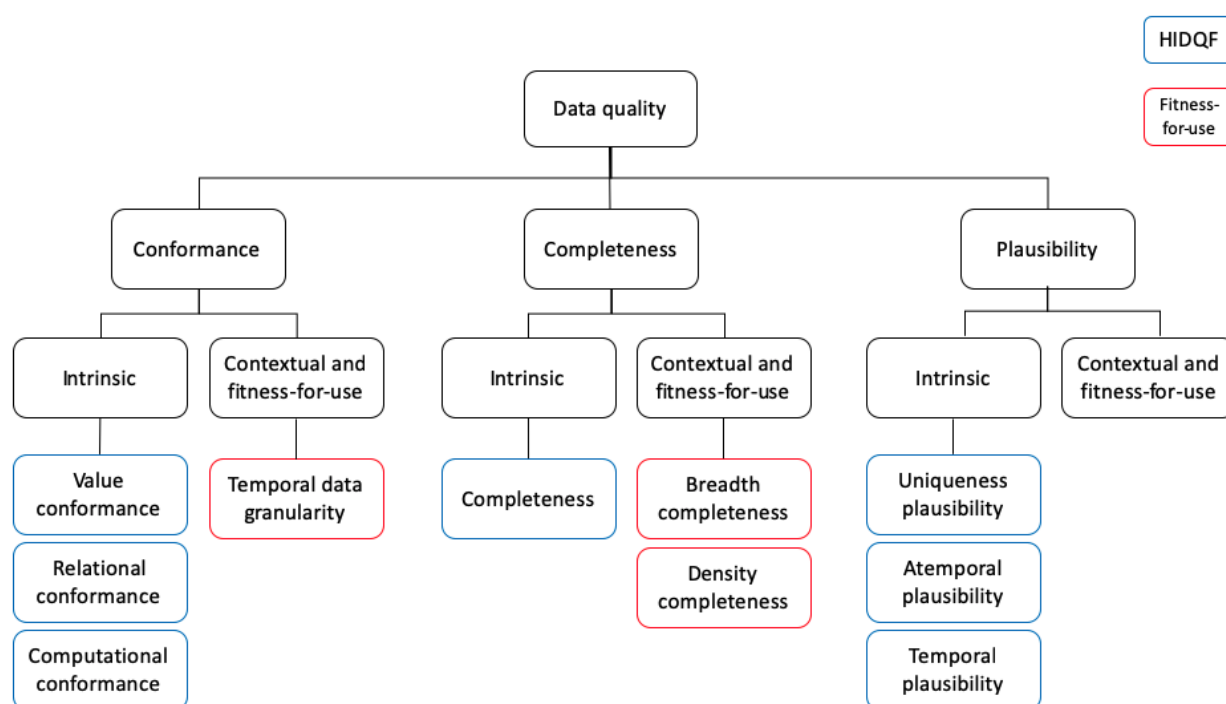 HIDQF
Fitness-
for-use
Data quality
Conformance
Completeness
Plausibility
Intrinsic
Contextual and
fitness-for-use
Intrinsic
Contextual and
fitness-for-use
Intrinsic
Contextual and
fitness-for-use
Value
conformance
Temporal data
granularity
Completeness
Breadth
completeness
Uniqueness
plausibility
Relational
conformance
Density
completeness
Atemporal
plausibility
Computational
conformance
Temporal
plausibility